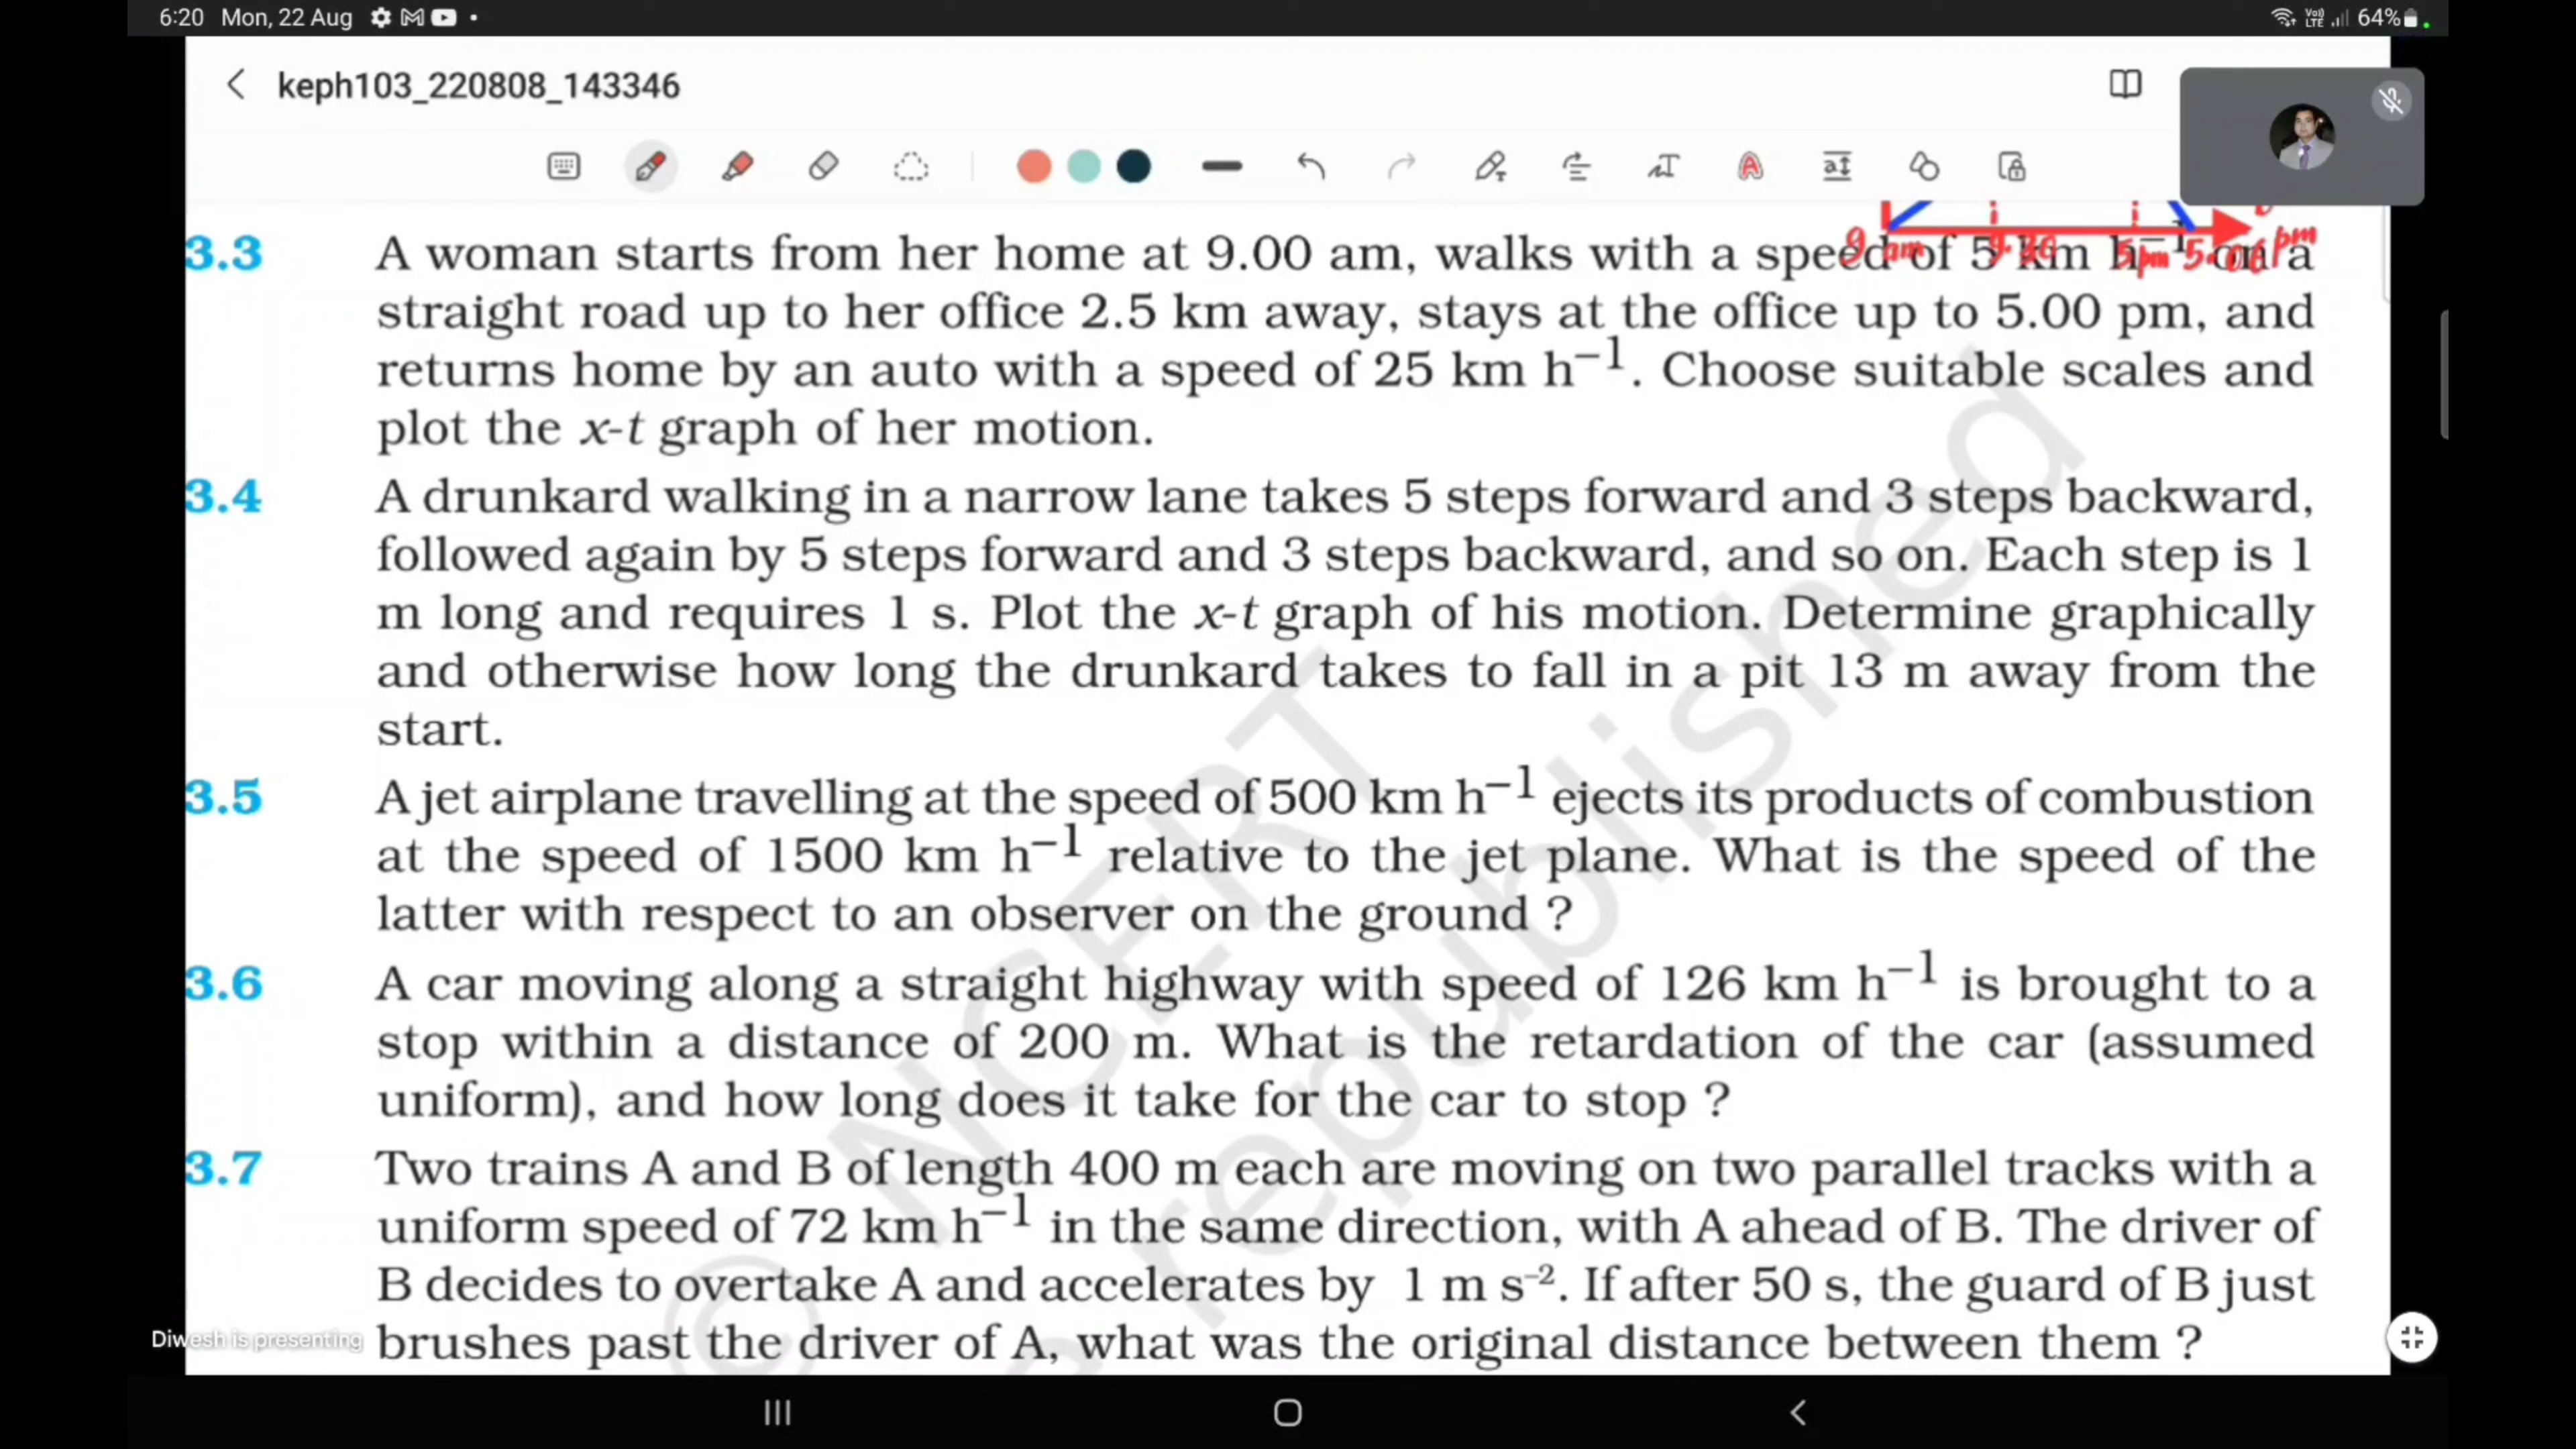 6:20 Mon, 22 Aug
Vo)) LTE 64%
keph103_220808_143346
9 am 9.30 5 pm 5.06 pm
3.3 A woman starts from her home at 9.00 am, walks with a speed of 5 km h⁻¹ on a
straight road up to her office 2.5 km away, stays at the office up to 5.00 pm, and
returns home by an auto with a speed of 25 km h⁻¹. Choose suitable scales and
plot the x-t graph of her motion.
3.4 A drunkard walking in a narrow lane takes 5 steps forward and 3 steps backward,
followed again by 5 steps forward and 3 steps backward, and so on. Each step is 1
m long and requires 1 s. Plot the x-t graph of his motion. Determine graphically
and otherwise how long the drunkard takes to fall in a pit 13 m away from the
start.
3.5 A jet airplane travelling at the speed of 500 km h⁻¹ ejects its products of combustion
at the speed of 1500 km h⁻¹ relative to the jet plane. What is the speed of the
latter with respect to an observer on the ground ?
3.6 A car moving along a straight highway with speed of 126 km h⁻¹ is brought to a
stop within a distance of 200 m. What is the retardation of the car (assumed
uniform), and how long does it take for the car to stop ?
3.7 Two trains A and B of length 400 m each are moving on two parallel tracks with a
uniform speed of 72 km h⁻¹ in the same direction, with A ahead of B. The driver of
B decides to overtake A and accelerates by 1 m s⁻². If after 50 s, the guard of B just
brushes past the driver of A, what was the original distance between them ?
Diwesh is presenting
© NCERT
republished